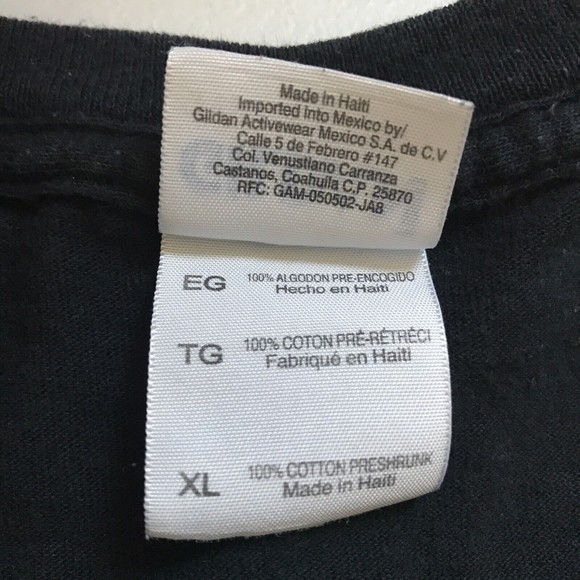 Made in Haiti
Imported into Mexico by/
Gildan Activewear Mexico S.A. de C.V
Calle 5 de Febrero #147
Col. Venustiano Carranza
Castanos, Coahuila C.P. 25870
RFC: GAM-050502-JA8
EG 100% ALGODON PRE-ENCOGIDO
Hecho en Haiti
TG 100% COTON PRÉ-RÉTRÉCI
Fabriqué en Haiti
XL 100% COTTON PRESHRUNK
Made in Haiti